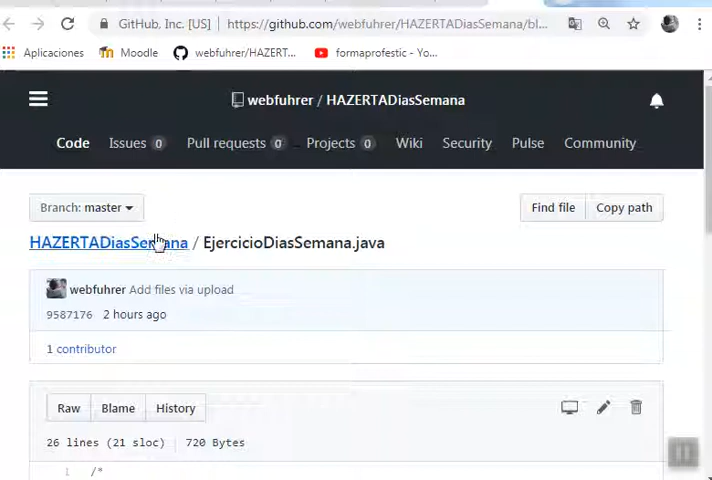 GitHub, Inc. [US] https://github.com/webfuhrer/HAZERTADiasSemana/bl...
Aplicaciones Moodle webfuhrer/HAZERT... formaprofestic - Yo...
webfuhrer / HAZERTADiasSemana
Code Issues 0 Pull requests 0 Projects 0 Wiki Security Pulse Community
Branch: master Find file Copy path
HAZERTADiasSemana / EjercicioDiasSemana.java
webfuhrer Add files via upload
9587176 2 hours ago
1 contributor
Raw Blame History
26 lines (21 sloc) 720 Bytes
1 /*